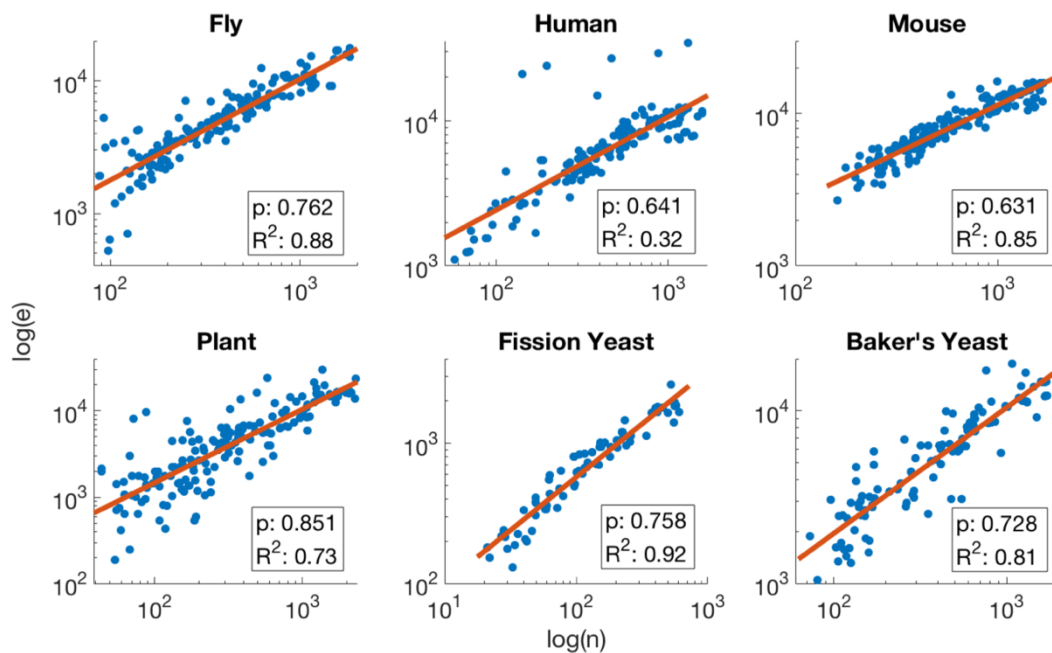 Fly
Human
Mouse
10^4
10^3
10^2
10^3
p: 0.762
R^2: 0.88
10^4
10^3
10^2
10^3
p: 0.641
R^2: 0.32
10^4
10^3
10^2
10^3
p: 0.631
R^2: 0.85
log(e)
Plant
Fission Yeast
Baker's Yeast
10^4
10^3
10^2
10^2
10^3
p: 0.851
R^2: 0.73
10^3
10^2
10^1
10^2
10^3
p: 0.758
R^2: 0.92
10^4
10^3
10^2
10^3
p: 0.728
R^2: 0.81
log(n)